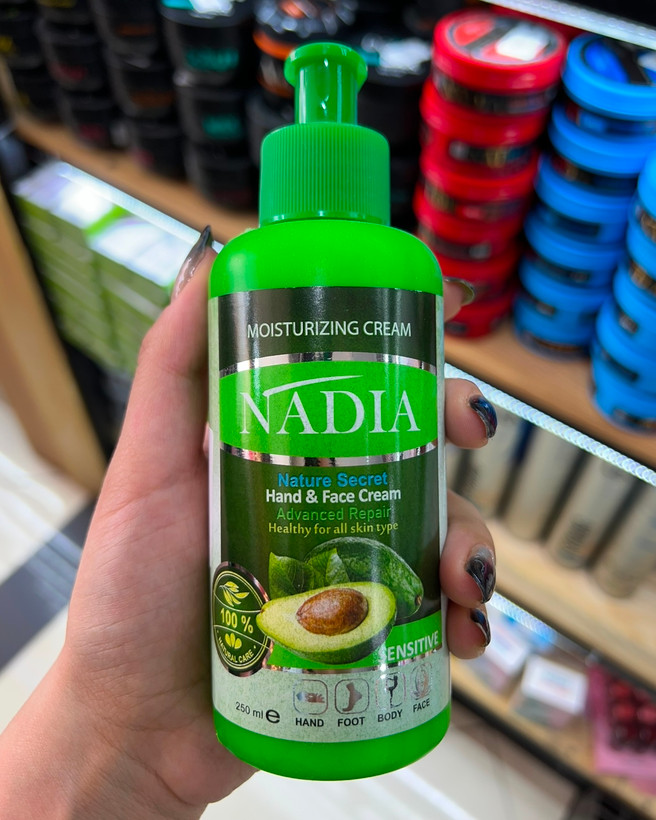 MOISTURIZING CREAM
NADIA
Nature Secret
Hand & Face Cream
Advanced Repair
Healthy for all skin type
100 %
NATURAL CARE
SENSITIVE
250 ml e
HAND FOOT BODY FACE